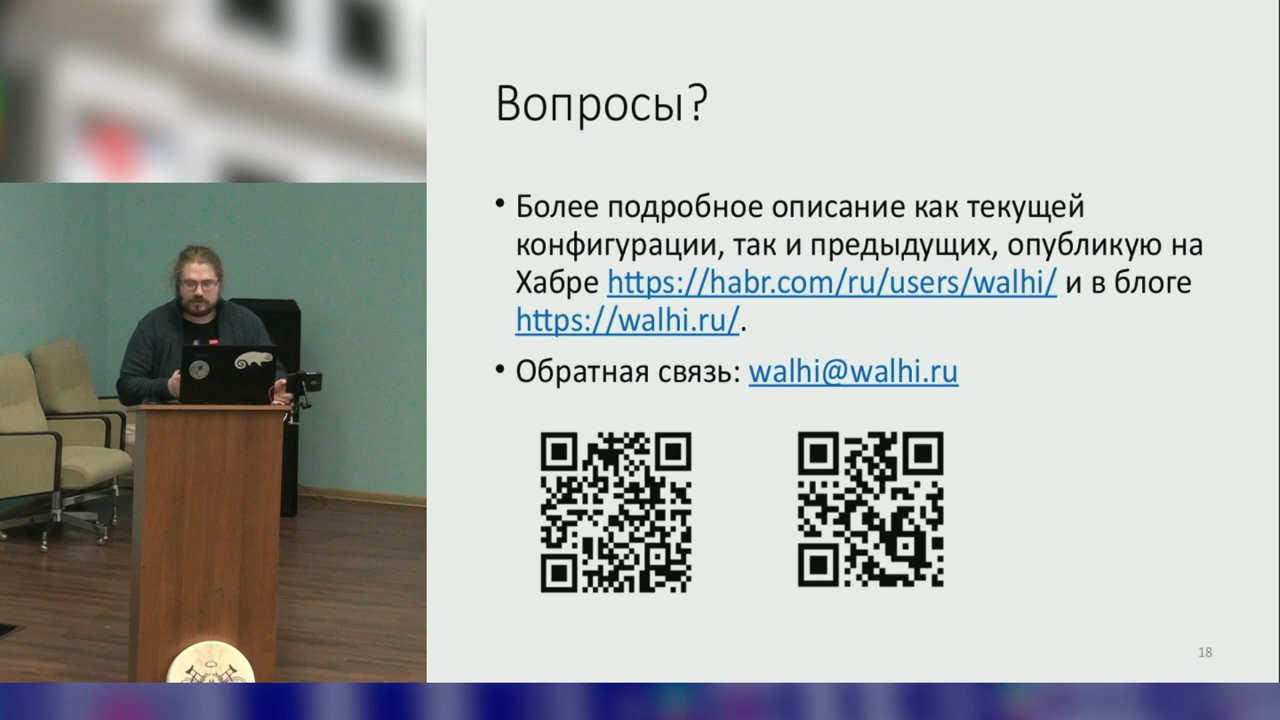 Вопросы?
• Более подробное описание как текущей
конфигурации, так и предыдущих, опубликую на
Хабре https://habr.com/ru/users/walhi/ и в блоге
https://walhi.ru/.
• Обратная связь: walhi@walhi.ru
18